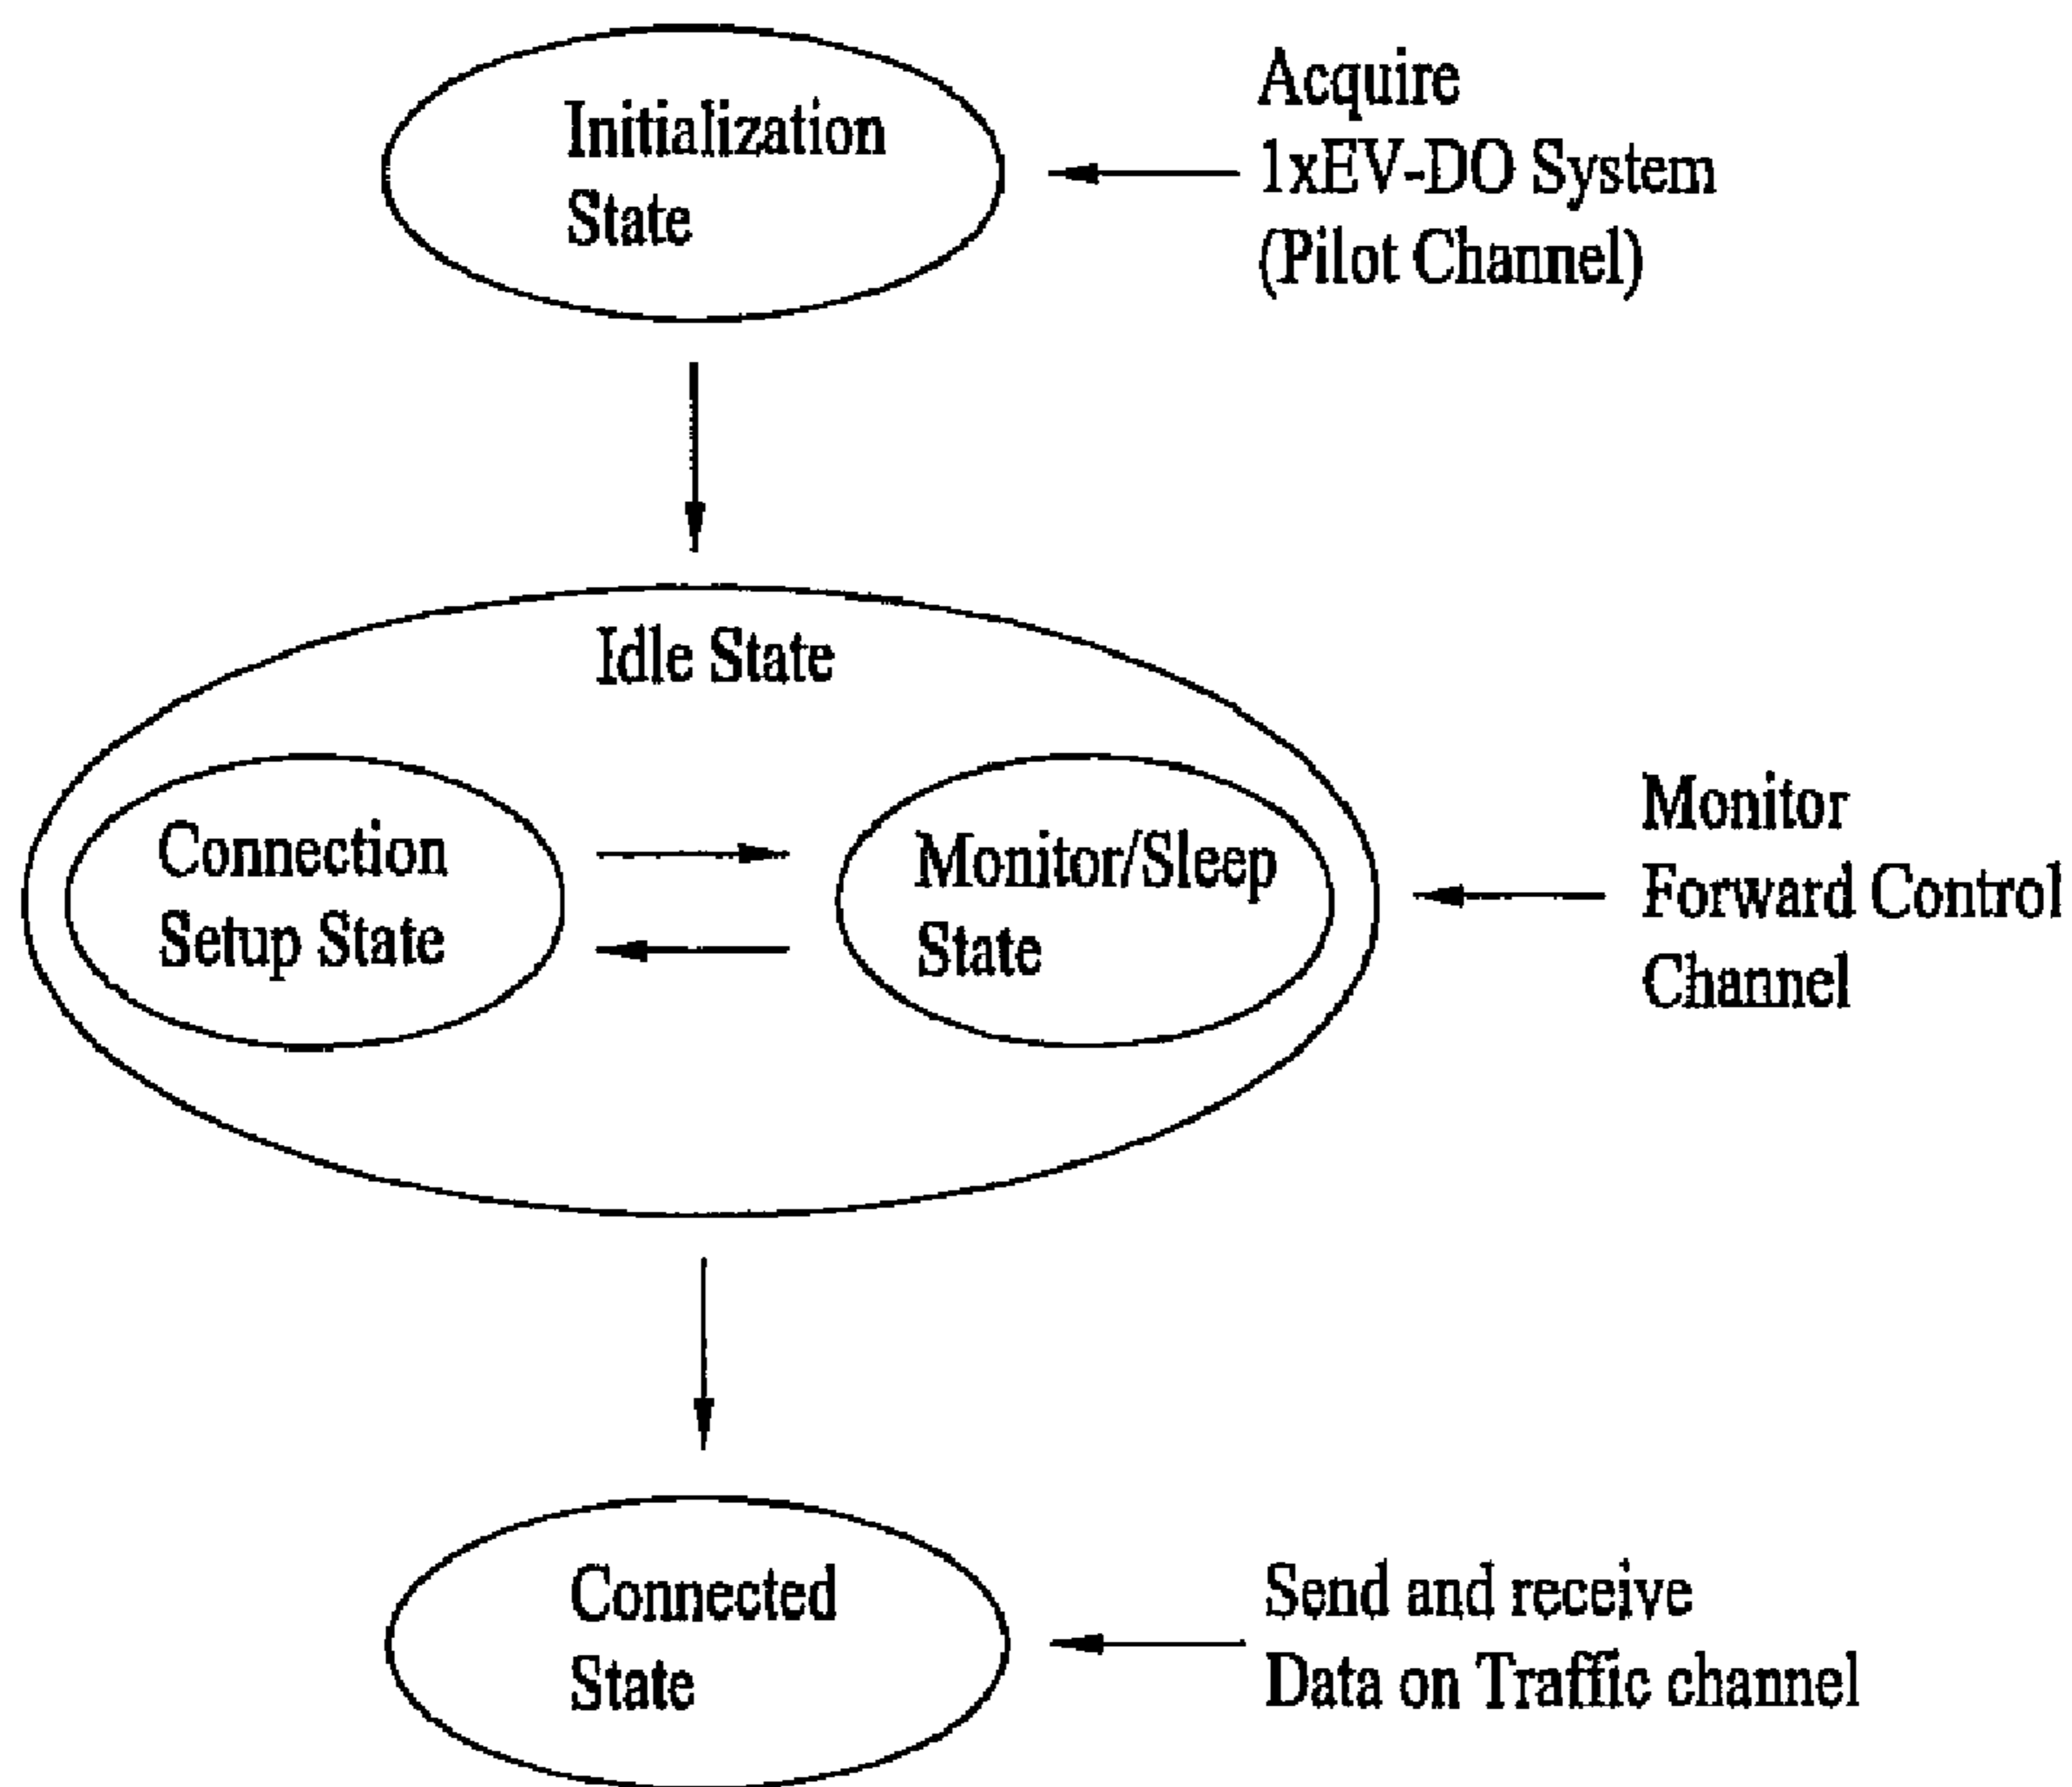 Initialization
State
Acquire
1xEV-DO System
(Pilot Channel)
Idle State
Connection
Setup State
Monitor/Sleep
State
Monitor
Forward Control
Channel
Connected
State
Send and receive
Data on Traffic channel